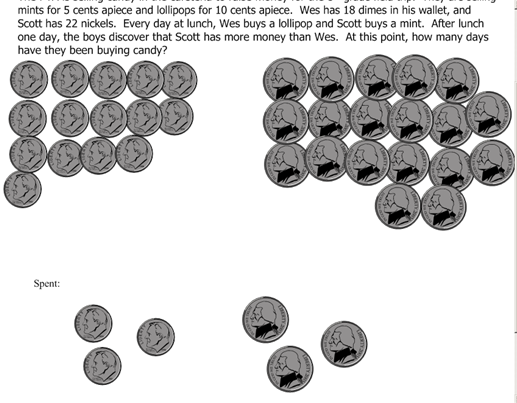 mints for 5 cents apiece and lollipops for 10 cents apiece. Wes has 18 dimes in his wallet, and
Scott has 22 nickels. Every day at lunch, Wes buys a lollipop and Scott buys a mint. After lunch
one day, the boys discover that Scott has more money than Wes. At this point, how many days
have they been buying candy?
Spent: